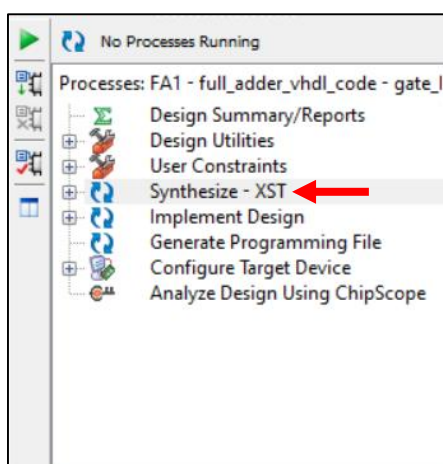 No Processes Running
Processes: FA1 - full_adder_vhdl_code - gate_l
Design Summary/Reports
Design Utilities
User Constraints
Synthesize - XST
Implement Design
Generate Programming File
Configure Target Device
Analyze Design Using ChipScope